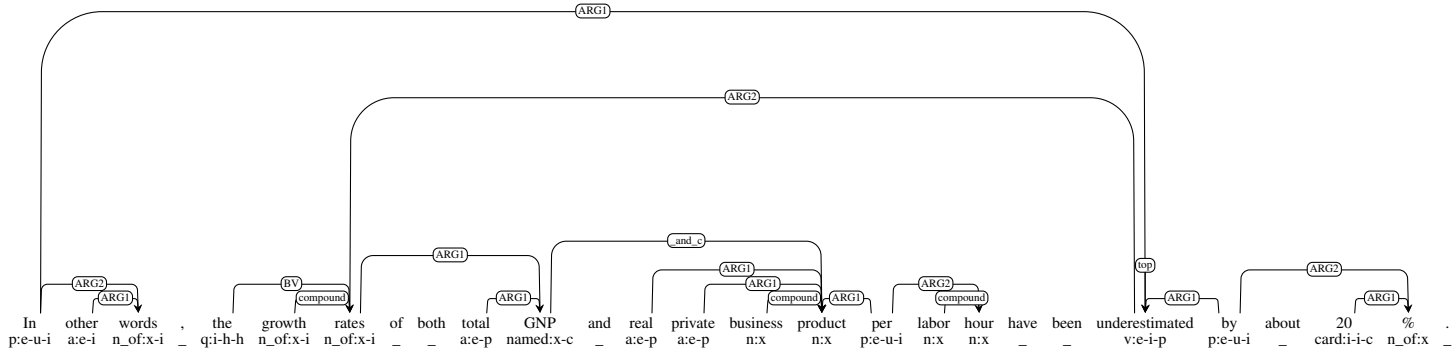 ARG1
ARG2
_and_c
ARG1
ARG1 ARG2
top
ARG2 BV ARG1 ARG2
ARG1 compound ARG1 compound ARG1 compound ARG1 ARG1
In other words , the growth rates of both total GNP and real private business product per labor hour have been underestimated by about 20 % .
p:e-u-i a:e-i n_of:x-i _ q:i-h-h n_of:x-i n_of:x-i _ _ a:e-p named:x-c _ a:e-p a:e-p n:x n:x p:e-u-i n:x n:x _ _ v:e-i-p p:e-u-i _ card:i-i-c n_of:x _